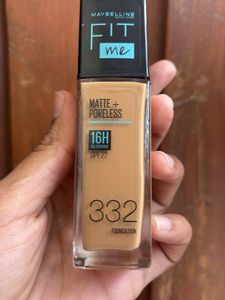 MAYBELLINE
FIT
me
MATTE +
PORELESS
16H
SPF 22
332
FOUNDATION